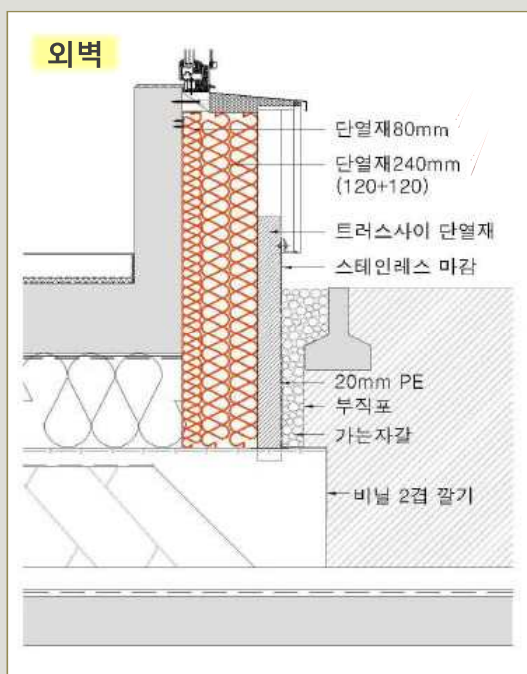 외벽
단열재80mm
단열재240mm
(120+120)
트러스사이 단열재
스테인레스 마감
20mm PE
부직포
가는자갈
비닐 2겹 깔기